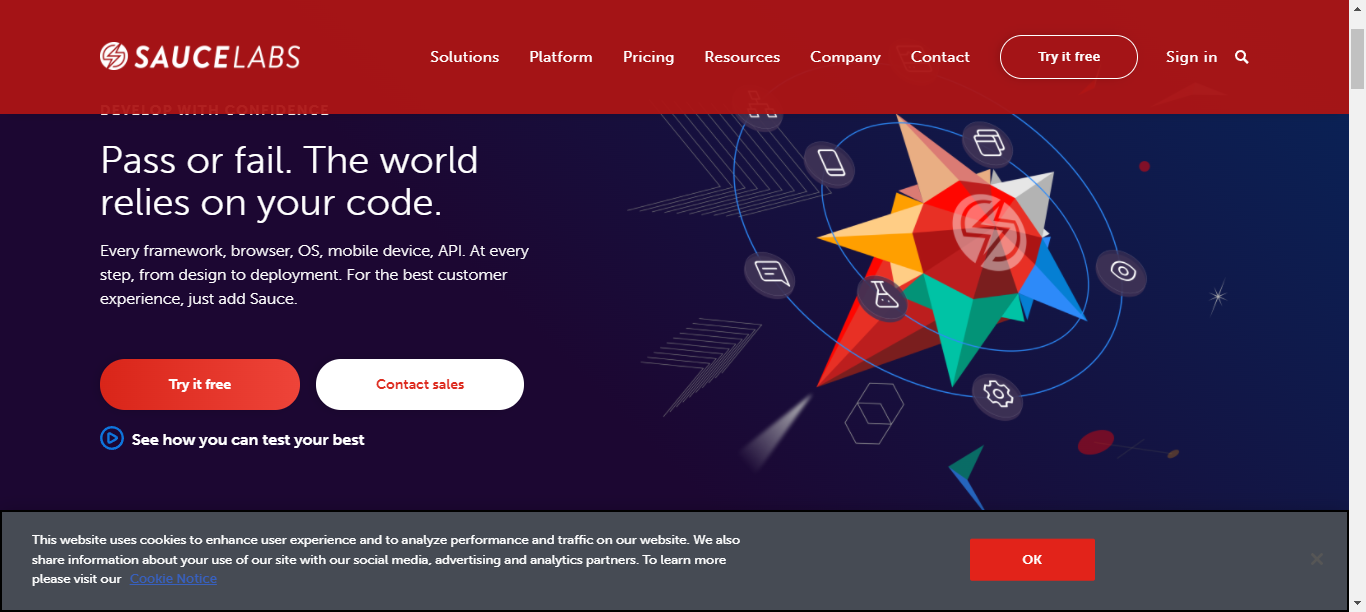 SAUCELABS
Solutions
Platform
Pricing
Resources
Company
Contact
Try it free
Sign in
DEVELOP WITH CONFIDENCE
Pass or fail. The world
relies on your code.
Every framework, browser, OS, mobile device, API. At every
step, from design to deployment. For the best customer
experience, just add Sauce.
Try it free
Contact sales
See how you can test your best
This website uses cookies to enhance user experience and to analyze performance and traffic on our website. We also
share information about your use of our site with our social media, advertising and analytics partners. To learn more
please visit our Cookie Notice
OK